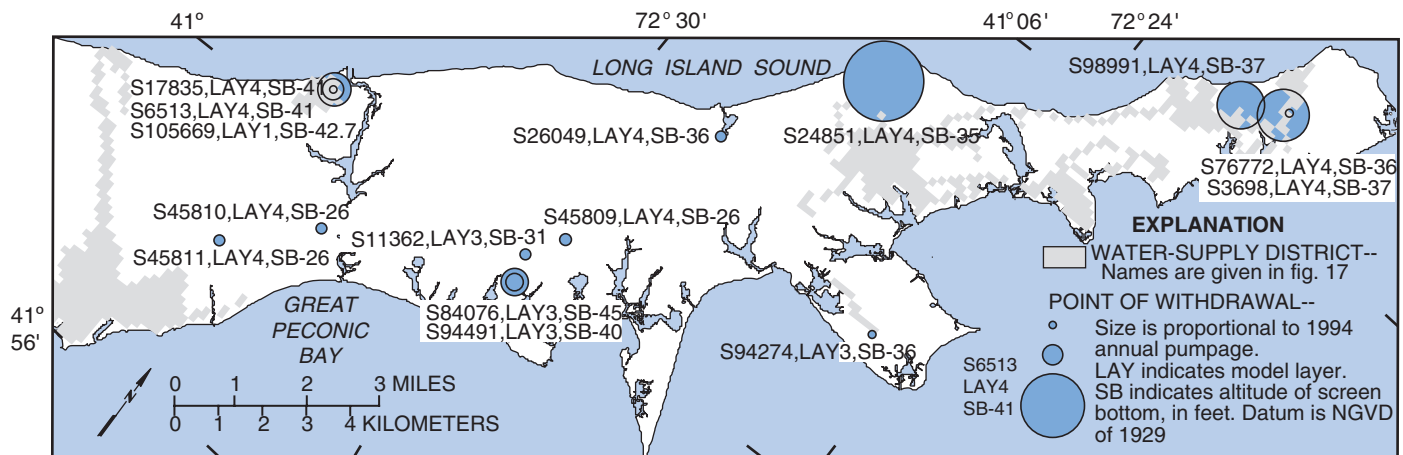 41°
72° 30'
41° 06'
72° 24'
LONG ISLAND SOUND
S98991,LAY4,SB-37
S17835,LAY4,SB-41
S6513,LAY4,SB-41
S105669,LAY1,SB-42.7
S26049,LAY4,SB-36
S24851,LAY4,SB-35
S76772,LAY4,SB-36
S3698,LAY4,SB-37
S45810,LAY4,SB-26
S45809,LAY4,SB-26
S11362,LAY3,SB-31
S45811,LAY4,SB-26
GREAT
PECONIC
BAY
S84076,LAY3,SB-45
S94491,LAY3,SB-40
S94274,LAY3,SB-36
41°
56'
0 1 2 3 MILES
0 1 2 3 4 KILOMETERS
EXPLANATION
WATER-SUPPLY DISTRICT--
Names are given in fig. 17
POINT OF WITHDRAWAL--
Size is proportional to 1994
annual pumpage.
LAY indicates model layer.
SB indicates altitude of screen
bottom, in feet. Datum is NGVD
of 1929
S6513
LAY4
SB-41